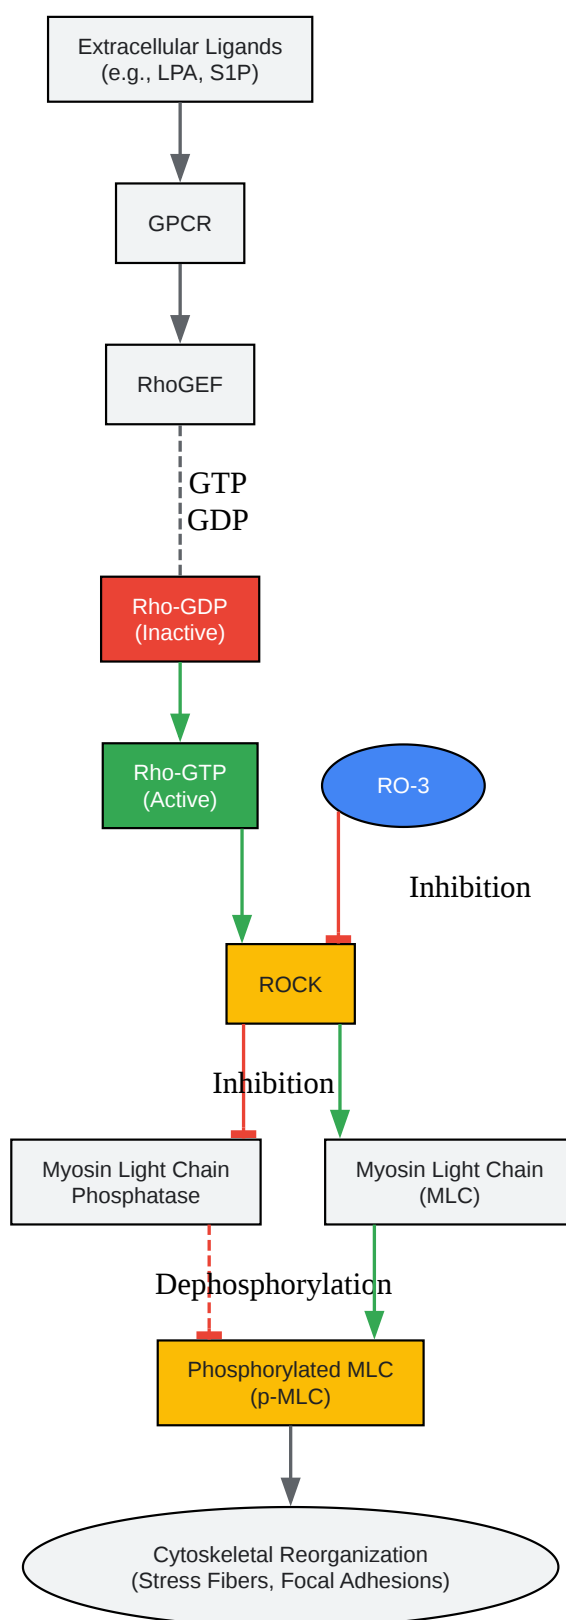 Extracellular Ligands
(e.g., LPA, S1P)
GPCR
RhoGEF
GTP
GDP
Rho-GDP
(Inactive)
Rho-GTP
(Active)
RO-3
Inhibition
ROCK
Inhibition
Myosin Light Chain
Phosphatase
Myosin Light Chain
(MLC)
Dephosphorylation
Phosphorylated MLC
(p-MLC)
Cytoskeletal Reorganization
(Stress Fibers, Focal Adhesions)